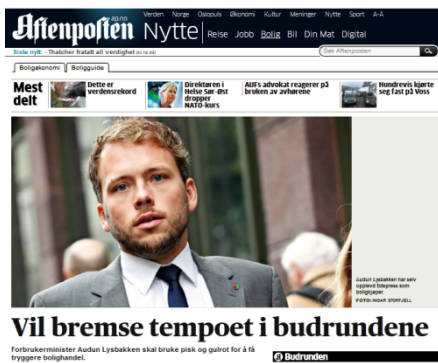 Aftenposten
ap.no
Nytte
Verden Norge Oslopuls Økonomi Kultur Meninger Nytte Sport A-Å
Reise Jobb Bolig Bil Din Mat Digital
Siste nytt: - Thatcher fratatt all verdighet
Søk Aftenposten
Boligøkonomi Boligguide
Mest
delt
Dette er
verdensrekord
Direktøren i
Helse Sør-Øst
dropper
NATO-kurs
AUFs advokat reagerer på
bruken av avhørene
Hundrevis kjørte
seg fast på Voss
Audun Lysbakken har selv
opplevd tidspress som
boligkjøper.
FOTO: INGAR STORFJELL
Vil bremse tempoet i budrundene
Forbrukerminister Audun Lysbakken skal bruke pisk og gulrot for å få
tryggere bolighandel.
Budrunden